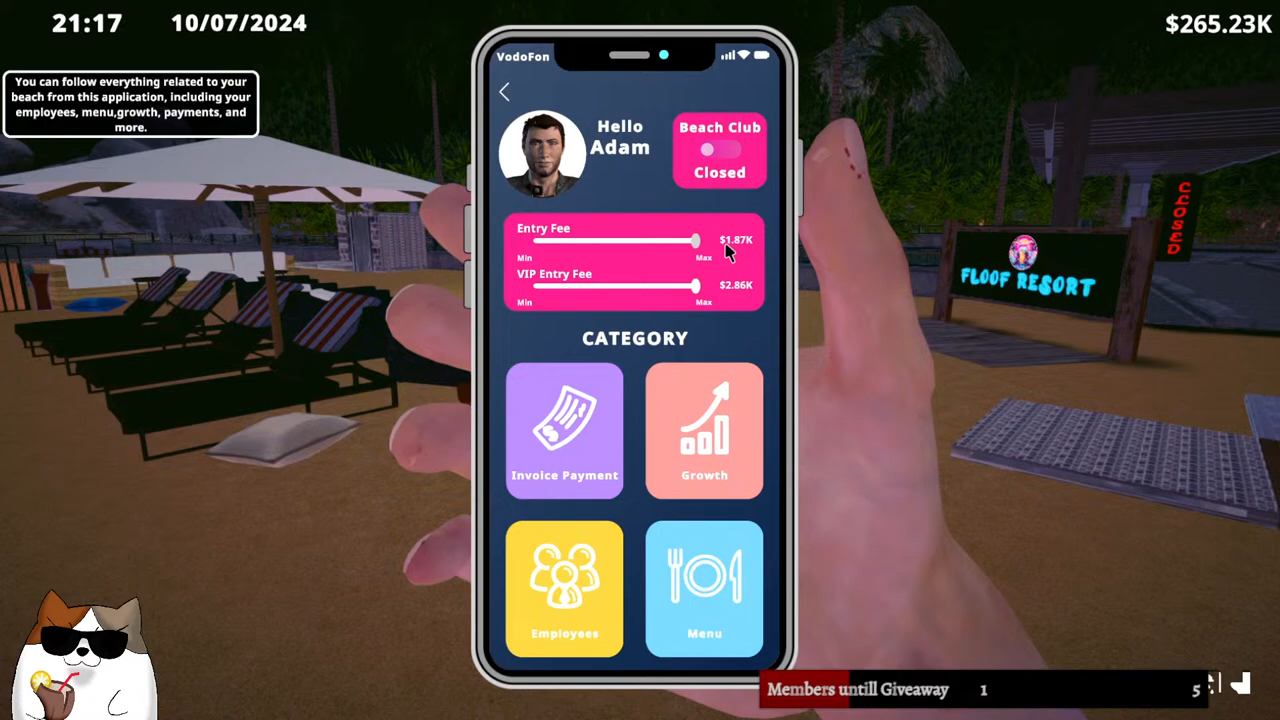 21:17
10/07/2024
$265.23K
You can follow everything related to your
beach from this application, including your
employees, menu,growth, payments, and
more.
VodoFon
Hello
Adam
Beach Club
Closed
Entry Fee
$1.87K
Min
Max
VIP Entry Fee
$2.86K
Min
Max
CATEGORY
Invoice Payment
Growth
Employees
Menu
FLOOF RESORT
CLOSED
Members untill Giveaway
1
5